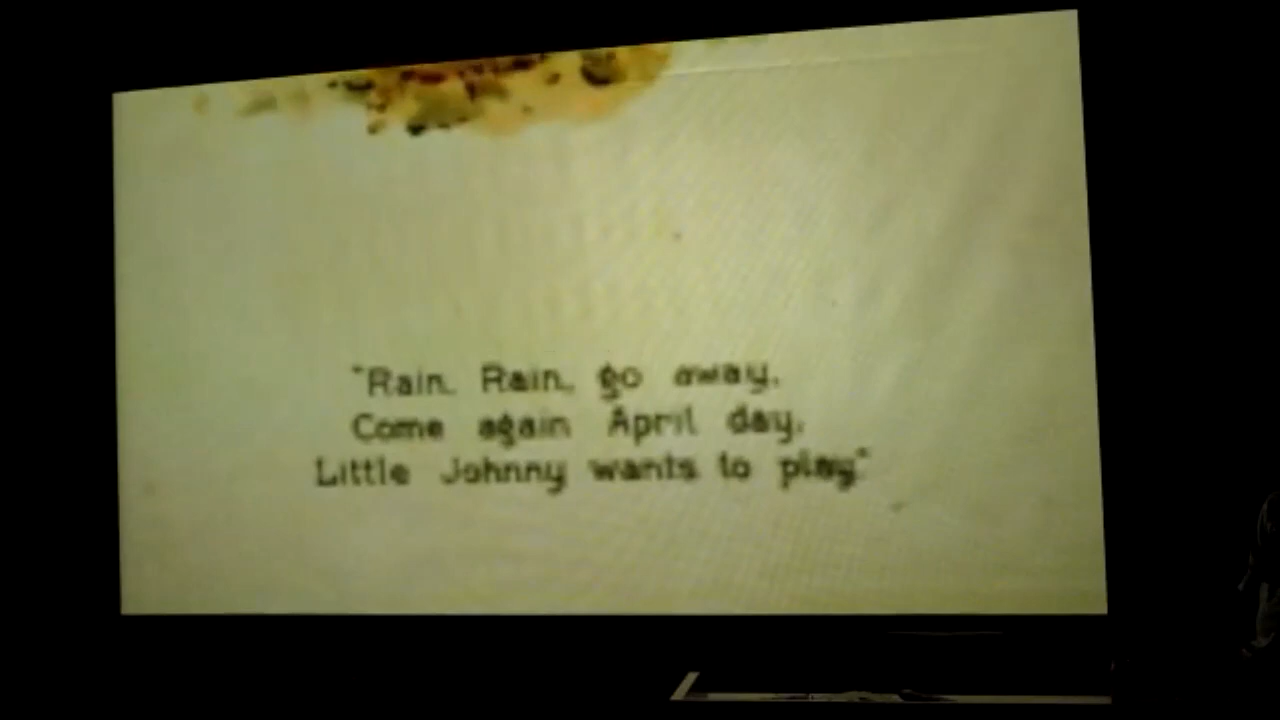 "Rain, Rain, go away,
Come again April day,
Little Johnny wants to play"